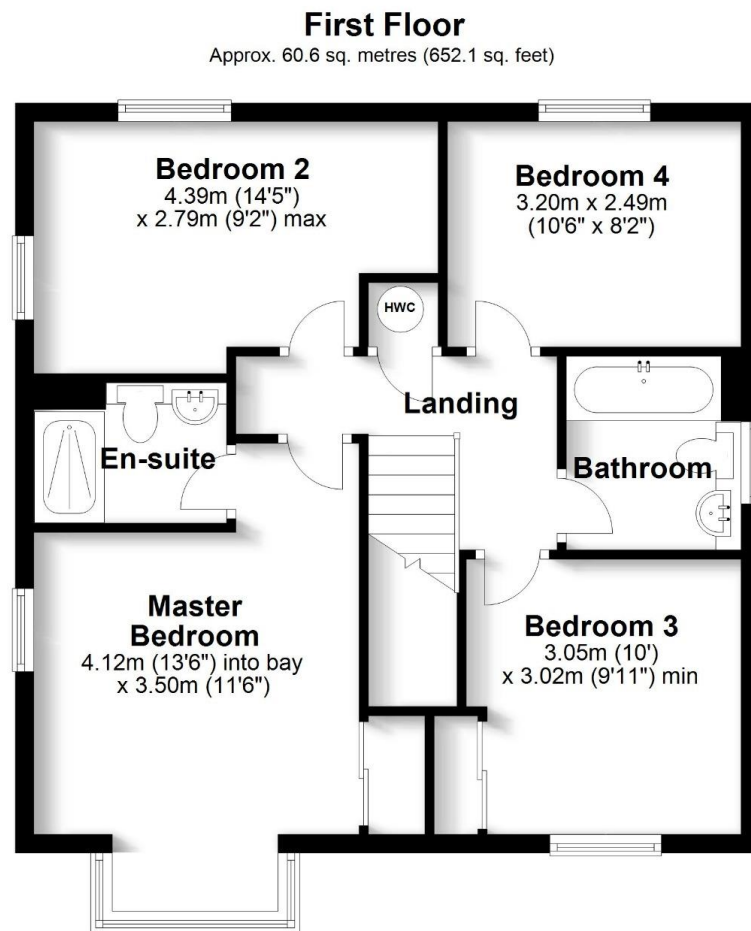 First Floor
Approx. 60.6 sq. metres (652.1 sq. feet)
Bedroom 2
4.39m (14'5")
x 2.79m (9'2") max
Bedroom 4
3.20m x 2.49m
(10'6" x 8'2")
HWC
Landing
En-suite
Bathroom
Master
Bedroom
4.12m (13'6") into bay
x 3.50m (11'6")
Bedroom 3
3.05m (10')
x 3.02m (9'11") min